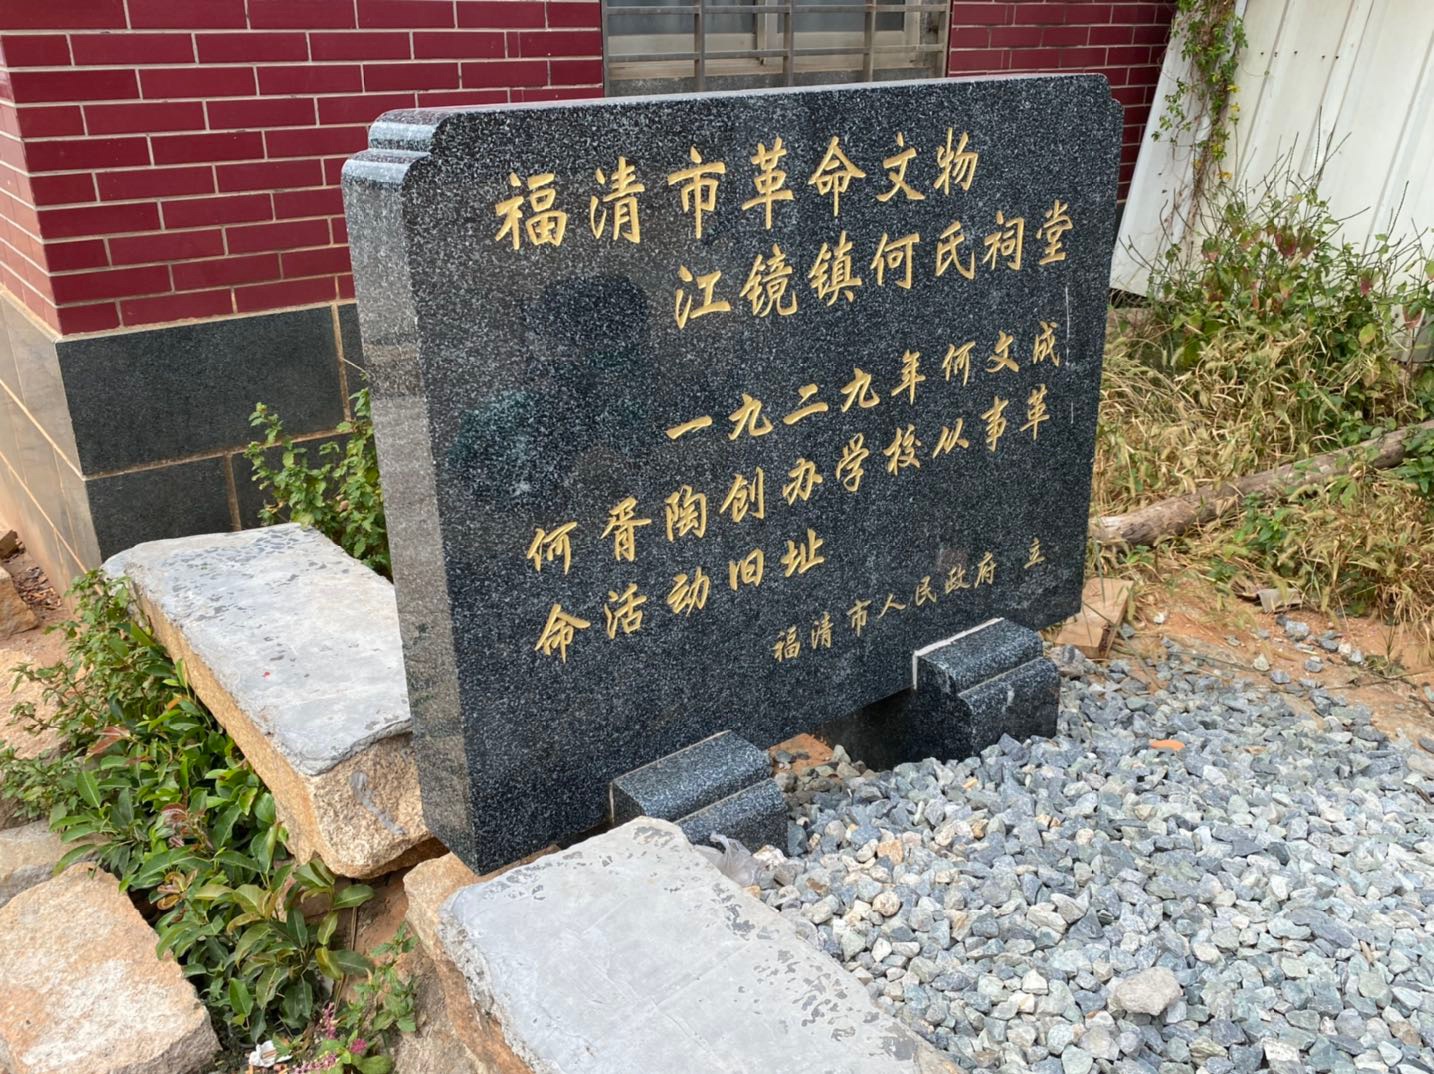 福清市革命文物
江镜镇何氏祠堂
一九二九年何文成
何胥陶创办学校从事革
命活动旧址
福清市人民政府 立